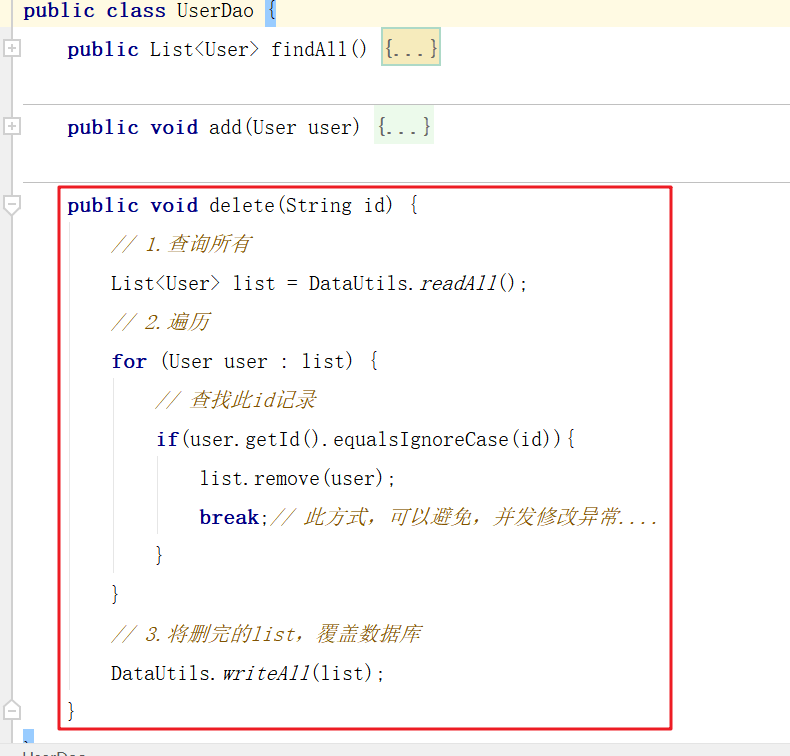 public class UserDao {
public List<User> findAll() {...}
public void add(User user) {...}
public void delete(String id) {
// 1.查询所有
List<User> list = DataUtils.readAll();
// 2.遍历
for (User user : list) {
// 查找此id记录
if(user.getId().equalsIgnoreCase(id)){
list.remove(user);
break;// 此方式，可以避免，并发修改异常....
}
}
// 3.将删完的list，覆盖数据库
DataUtils.writeAll(list);
}